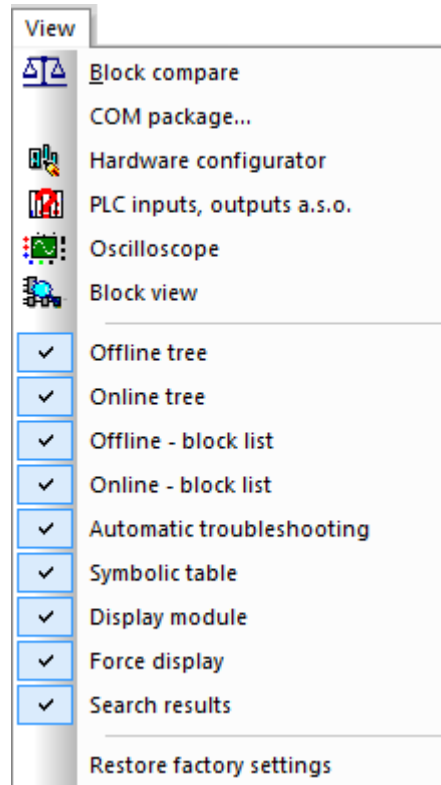 View
Block compare
COM package...
Hardware configurator
PLC inputs, outputs a.s.o.
Oscilloscope
Block view
Offline tree
Online tree
Offline - block list
Online - block list
Automatic troubleshooting
Symbolic table
Display module
Force display
Search results
Restore factory settings